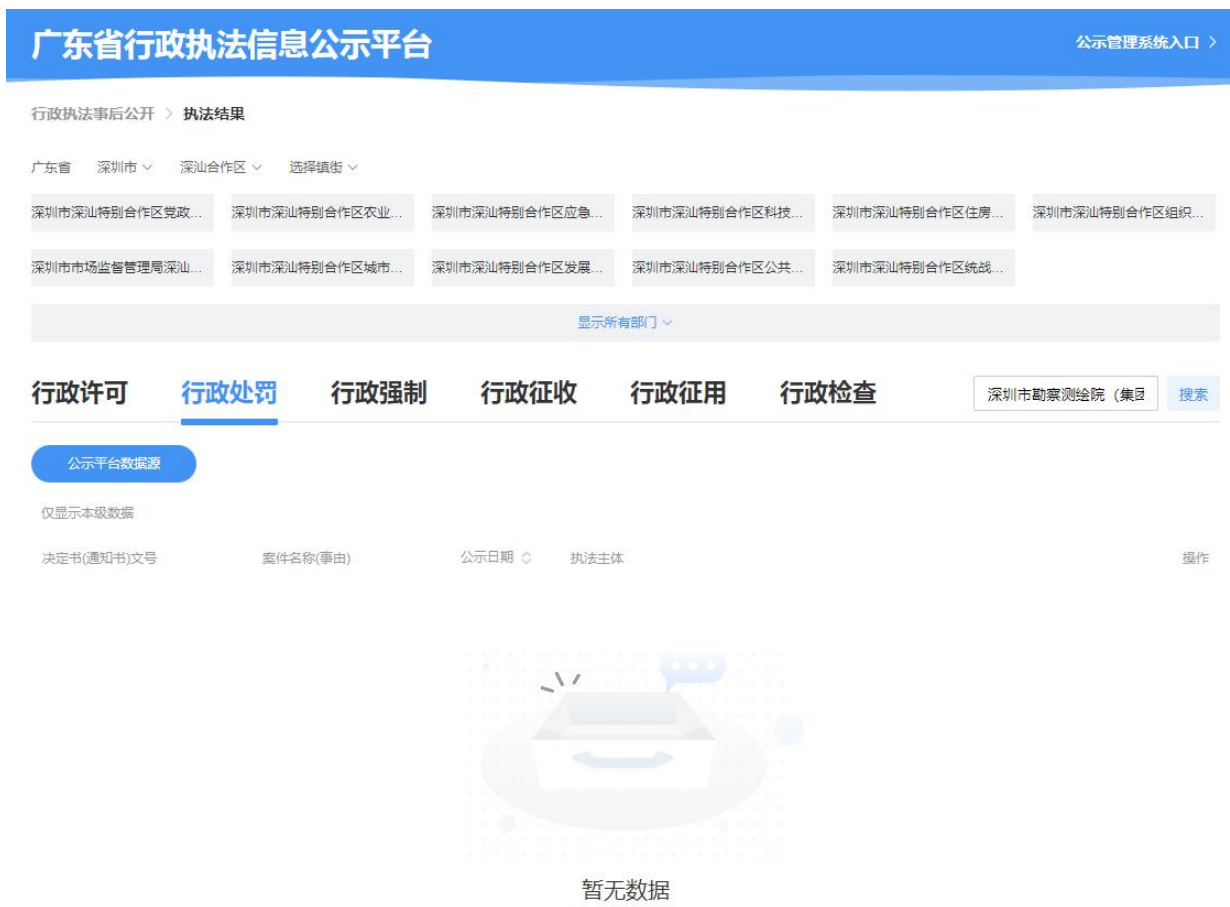 广东省行政执法信息公示平台 公示管理系统入口 >
行政执法事后公开 > 执法结果
广东省 深圳市 深汕合作区 选择镇街
深圳市深汕特别合作区党政... 深圳市深汕特别合作区农业... 深圳市深汕特别合作区应急... 深圳市深汕特别合作区科技... 深圳市深汕特别合作区住房... 深圳市深汕特别合作区组织...
深圳市市场监督管理局深汕... 深圳市深汕特别合作区城市... 深圳市深汕特别合作区发展... 深圳市深汕特别合作区公共... 深圳市深汕特别合作区统战...
显示所有部门
行政许可 行政处罚 行政强制 行政征收 行政征用 行政检查 深圳市勘察测绘院（集团 搜索
公示平台数据源
仅显示本级数据
决定书(通知书)文号 案件名称(事由) 公示日期 执法主体 操作
暂无数据